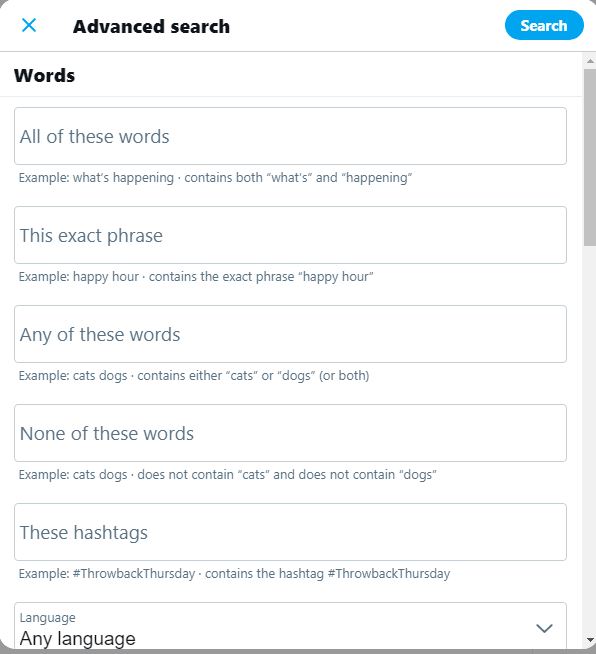 Advanced search
Search
Words
All of these words
Example: what’s happening · contains both “what’s” and “happening”
This exact phrase
Example: happy hour · contains the exact phrase “happy hour”
Any of these words
Example: cats dogs · contains either “cats” or “dogs” (or both)
None of these words
Example: cats dogs · does not contain “cats” and does not contain “dogs”
These hashtags
Example: #ThrowbackThursday · contains the hashtag #ThrowbackThursday
Language
Any language